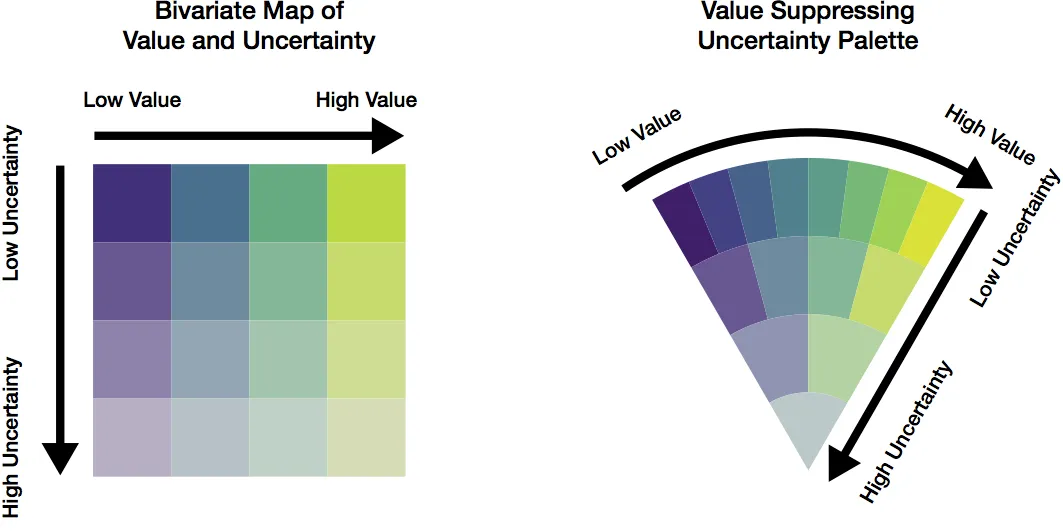 Bivariate Map of
Value and Uncertainty
Low Value
High Value
Low Uncertainty
High Uncertainty
Value Suppressing
Uncertainty Palette
Low Value
High Value
Low Uncertainty
High Uncertainty